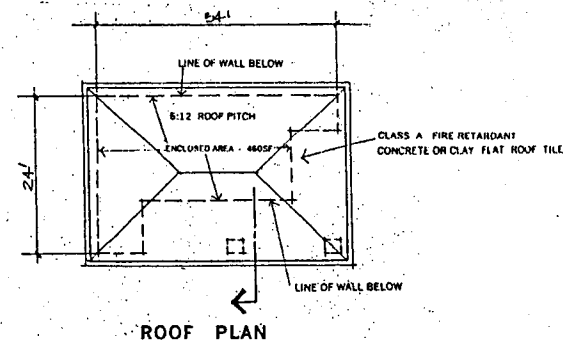 34'
LINE OF WALL BELOW
5:12 ROOF PITCH
ENCLOSED AREA - 460SF
CLASS A FIRE RETARDANT
CONCRETE OR CLAY FLAT ROOF TILE
24'
LINE OF WALL BELOW
ROOF PLAN